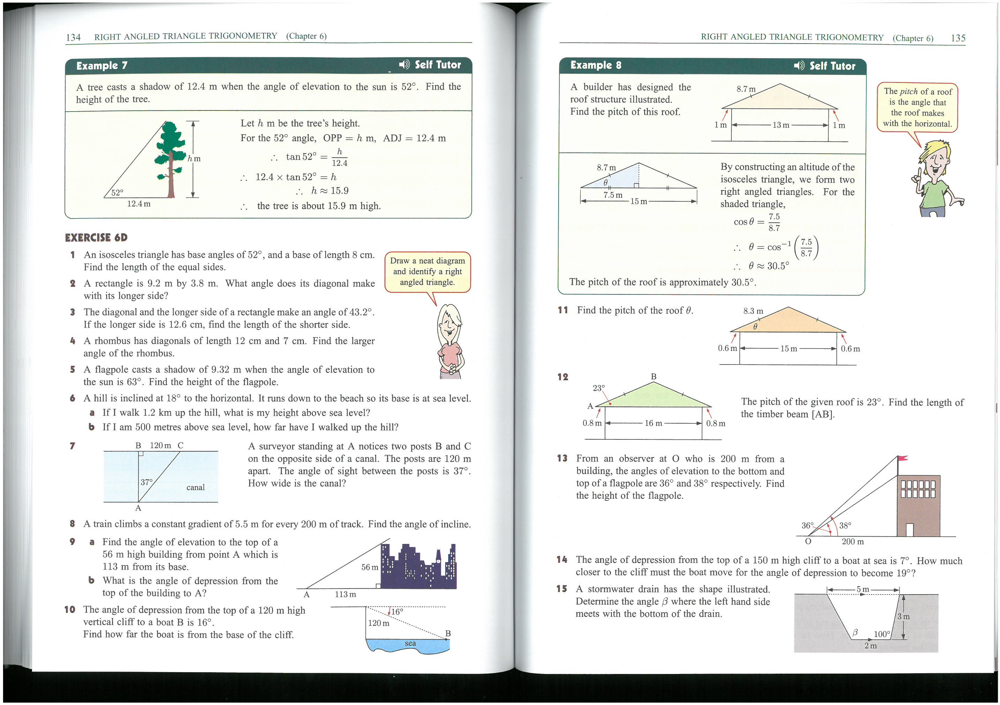 134 RIGHT ANGLED TRIANGLE TRIGONOMETRY (Chapter 6)
Example 7
Self Tutor
A tree casts a shadow of 12.4 m when the angle of elevation to the sun is 52°. Find the
height of the tree.
52°
12.4 m
h m
Let h m be the tree's height.
For the 52° angle, OPP = h m, ADJ = 12.4 m
∴ tan 52° = h/12.4
∴ 12.4 × tan 52° = h
∴ h ≈ 15.9
∴ the tree is about 15.9 m high.
EXERCISE 6D
1 An isosceles triangle has base angles of 52°, and a base of length 8 cm.
Find the length of the equal sides.
2 A rectangle is 9.2 m by 3.8 m. What angle does its diagonal make
with its longer side?
3 The diagonal and the longer side of a rectangle make an angle of 43.2°.
If the longer side is 12.6 cm, find the length of the shorter side.
4 A rhombus has diagonals of length 12 cm and 7 cm. Find the larger
angle of the rhombus.
5 A flagpole casts a shadow of 9.32 m when the angle of elevation to
the sun is 63°. Find the height of the flagpole.
Draw a neat diagram
and identify a right
angled triangle.
6 A hill is inclined at 18° to the horizontal. It runs down to the beach so its base is at sea level.
a If I walk 1.2 km up the hill, what is my height above sea level?
b If I am 500 metres above sea level, how far have I walked up the hill?
7
B 120 m C
37°
canal
A
A surveyor standing at A notices two posts B and C
on the opposite side of a canal. The posts are 120 m
apart. The angle of sight between the posts is 37°.
How wide is the canal?
8 A train climbs a constant gradient of 5.5 m for every 200 m of track. Find the angle of incline.
9 a Find the angle of elevation to the top of a
56 m high building from point A which is
113 m from its base.
b What is the angle of depression from the
top of the building to A?
56 m
A 113 m
10 The angle of depression from the top of a 120 m high
vertical cliff to a boat B is 16°.
Find how far the boat is from the base of the cliff.
16°
120 m
B
sea
RIGHT ANGLED TRIANGLE TRIGONOMETRY (Chapter 6) 135
Example 8
Self Tutor
A builder has designed the
roof structure illustrated.
Find the pitch of this roof.
8.7 m
1 m 13 m 1 m
The pitch of a roof
is the angle that
the roof makes
with the horizontal.
8.7 m
θ
7.5 m
15 m
By constructing an altitude of the
isosceles triangle, we form two
right angled triangles. For the
shaded triangle,
cos θ = 7.5/8.7
∴ θ = cos⁻¹ (7.5/8.7)
∴ θ ≈ 30.5°
The pitch of the roof is approximately 30.5°.
11 Find the pitch of the roof θ.
8.3 m
θ
0.6 m 15 m 0.6 m
12
B
23°
A
0.8 m 16 m 0.8 m
The pitch of the given roof is 23°. Find the length of
the timber beam [AB].
13 From an observer at O who is 200 m from a
building, the angles of elevation to the bottom and
top of a flagpole are 36° and 38° respectively. Find
the height of the flagpole.
36° 38°
O 200 m
14 The angle of depression from the top of a 150 m high cliff to a boat at sea is 7°. How much
closer to the cliff must the boat move for the angle of depression to become 19°?
15 A stormwater drain has the shape illustrated.
Determine the angle β where the left hand side
meets with the bottom of the drain.
5 m
3 m
β 100°
2 m